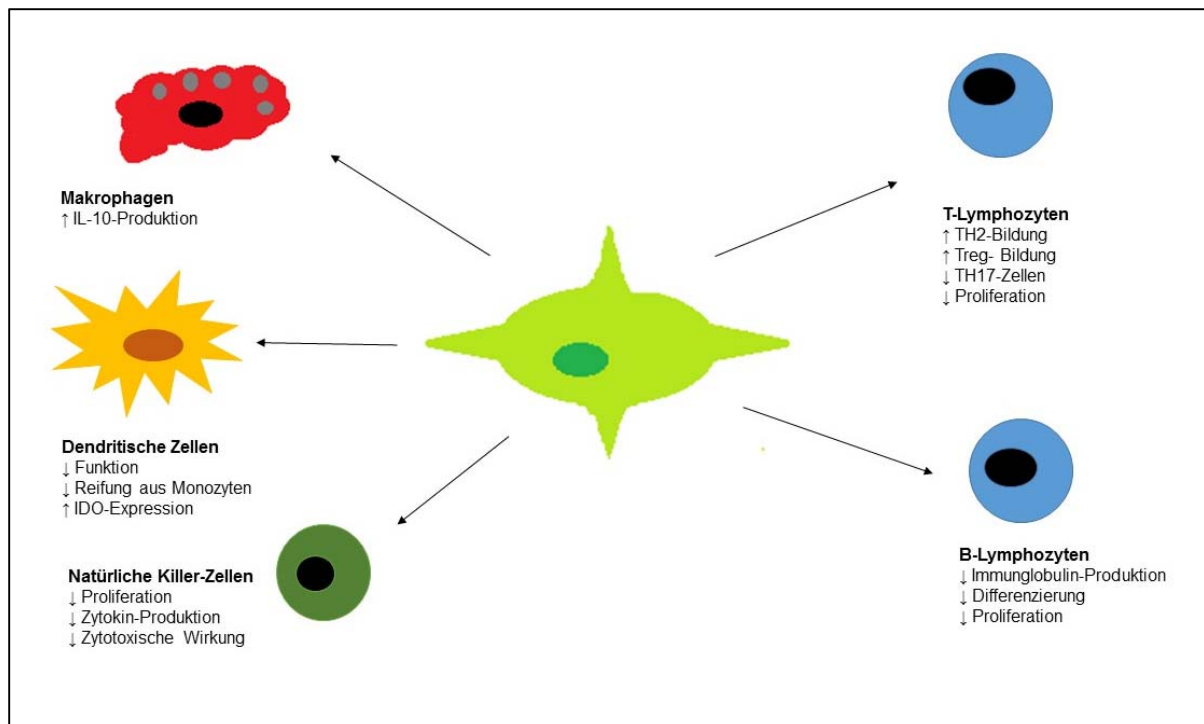 Makrophagen
↑ IL-10-Produktion
Dendritische Zellen
↓ Funktion
↓ Reifung aus Monozyten
↑ IDO-Expression
Natürliche Killer-Zellen
↓ Proliferation
↓ Zytokin-Produktion
↓ Zytotoxische Wirkung
T-Lymphozyten
↑ TH2-Bildung
↑ Treg- Bildung
↓ TH17-Zellen
↓ Proliferation
B-Lymphozyten
↓ Immunglobulin-Produktion
↓ Differenzierung
↓ Proliferation